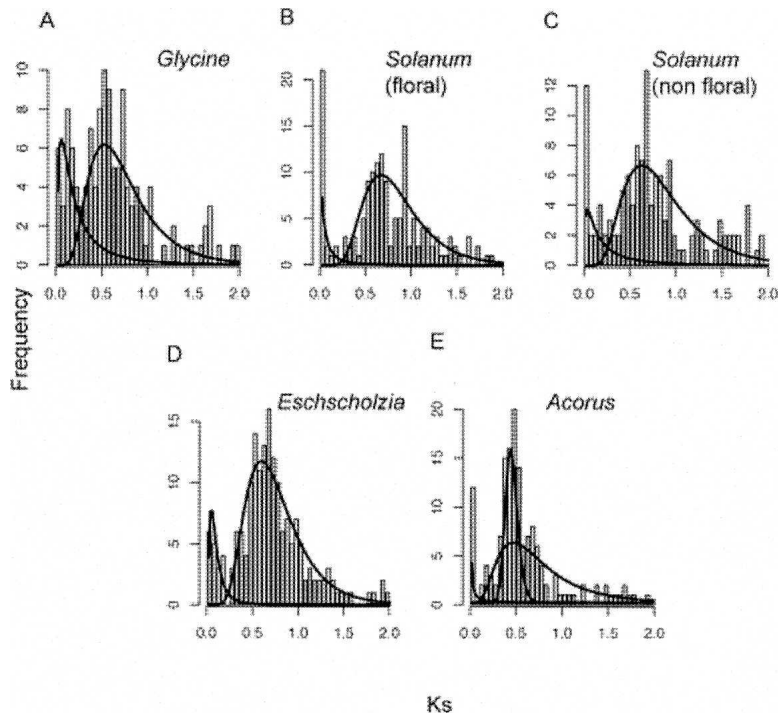 A
Glycine
0 2 4 6 8 10
0.0 0.5 1.0 1.5 2.0
B
Solanum
(floral)
0 5 10 15 20
0.0 0.5 1.0 1.5 2.0
C
Solanum
(non floral)
0 2 4 6 8 12
0.0 0.5 1.0 1.5 2.0
Frequency
D
Eschscholzia
0 5 10 15
0.0 0.5 1.0 1.5 2.0
E
Acorus
0 5 10 15 20
0.0 0.5 1.0 1.5 2.0
Ks